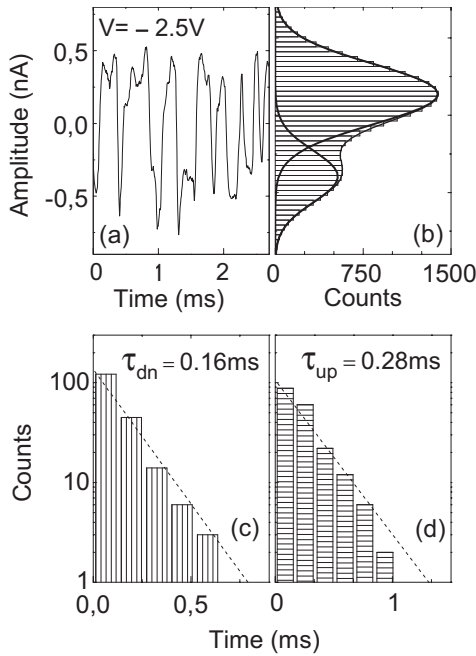 V= – 2.5V
Amplitude (nA)
0,5
0.0
-0,5
(a)
(b)
0 1 2
0 750 1500
Time (ms)
Counts
τdn = 0.16ms
τup = 0.28ms
Counts
100
10
1
(c)
(d)
0,0 0,5
0 1
Time (ms)